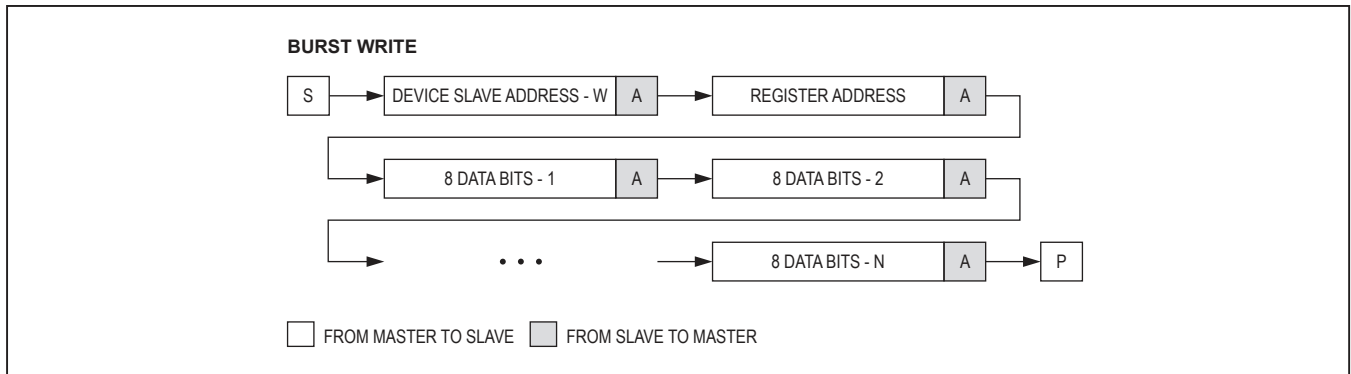 BURST WRITE
S DEVICE SLAVE ADDRESS - W A REGISTER ADDRESS A
8 DATA BITS - 1 A 8 DATA BITS - 2 A
• • • 8 DATA BITS - N A P
FROM MASTER TO SLAVE FROM SLAVE TO MASTER